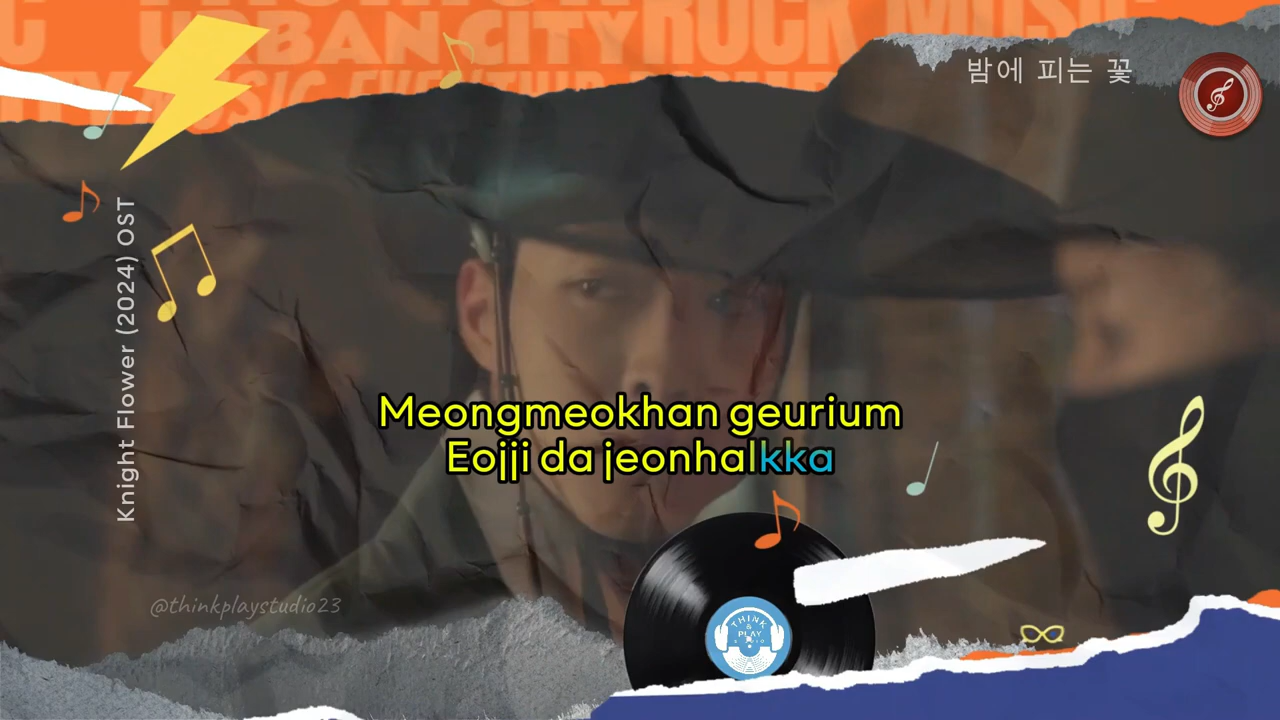 URBAN CITY ROCK MUSIC
밤에 피는 꽃
Knight Flower (2024) OST
Meongmeokhan geurium
Eojji da jeonhalkka
@thinkplaystudio23
THINK
&
PLAY
STUDIO